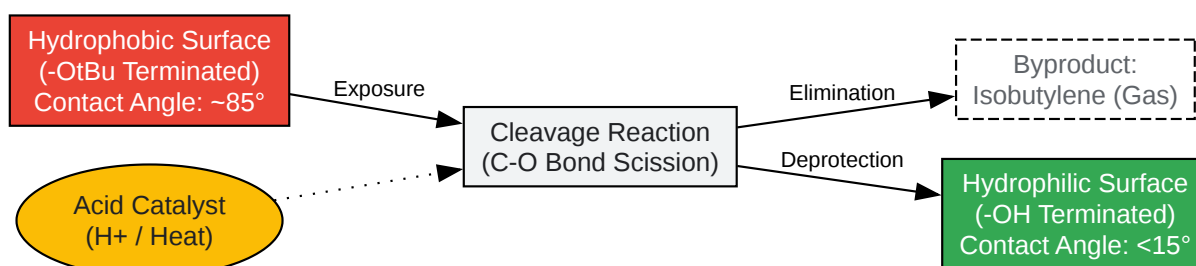 Hydrophobic Surface
(-OtBu Terminated)
Contact Angle: ~85°
Exposure
Acid Catalyst
(H+ / Heat)
Cleavage Reaction
(C-O Bond Scission)
Elimination
Deprotection
Byproduct:
Isobutylene (Gas)
Hydrophilic Surface
(-OH Terminated)
Contact Angle: <15°